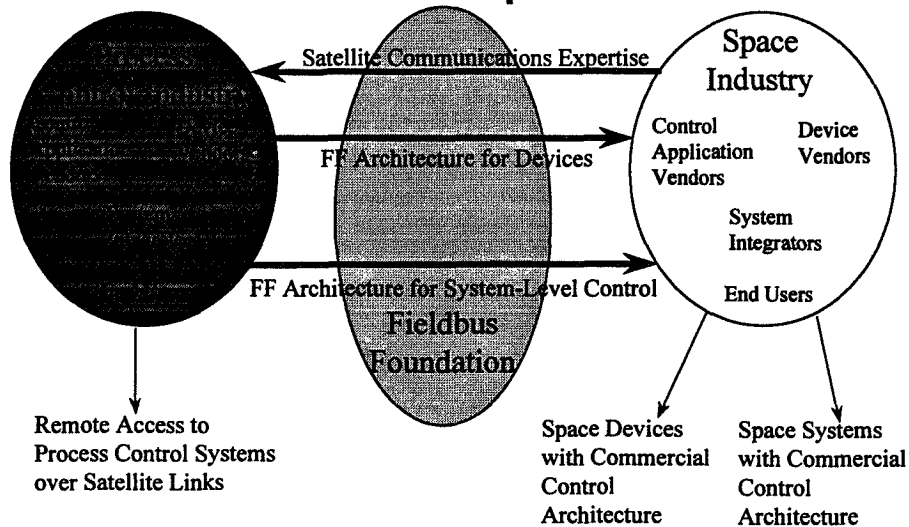 Satellite Communications Expertise
FF Architecture for Devices
FF Architecture for System-Level Control
Fieldbus
Foundation
Space
Industry
Control
Application
Vendors
Device
Vendors
System
Integrators
End Users
Remote Access to
Process Control Systems
over Satellite Links
Space Devices
with Commercial
Control
Architecture
Space Systems
with Commercial
Control
Architecture